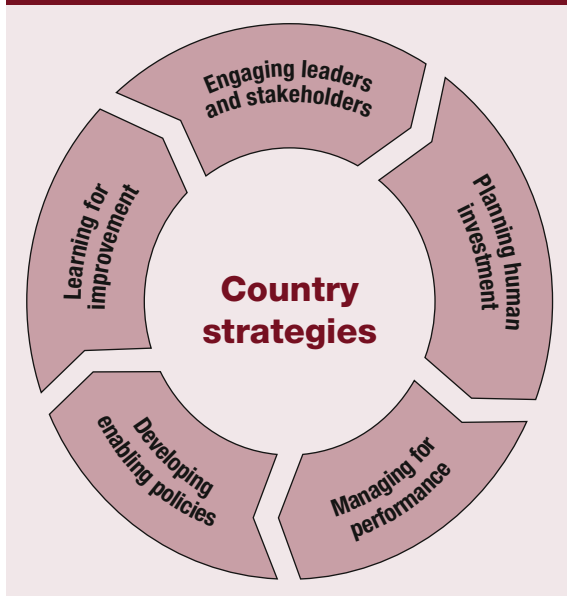 Engaging leaders
and stakeholders
Planning human
investment
Managing for
performance
Developing
enabling policies
Learning for
improvement
Country
strategies